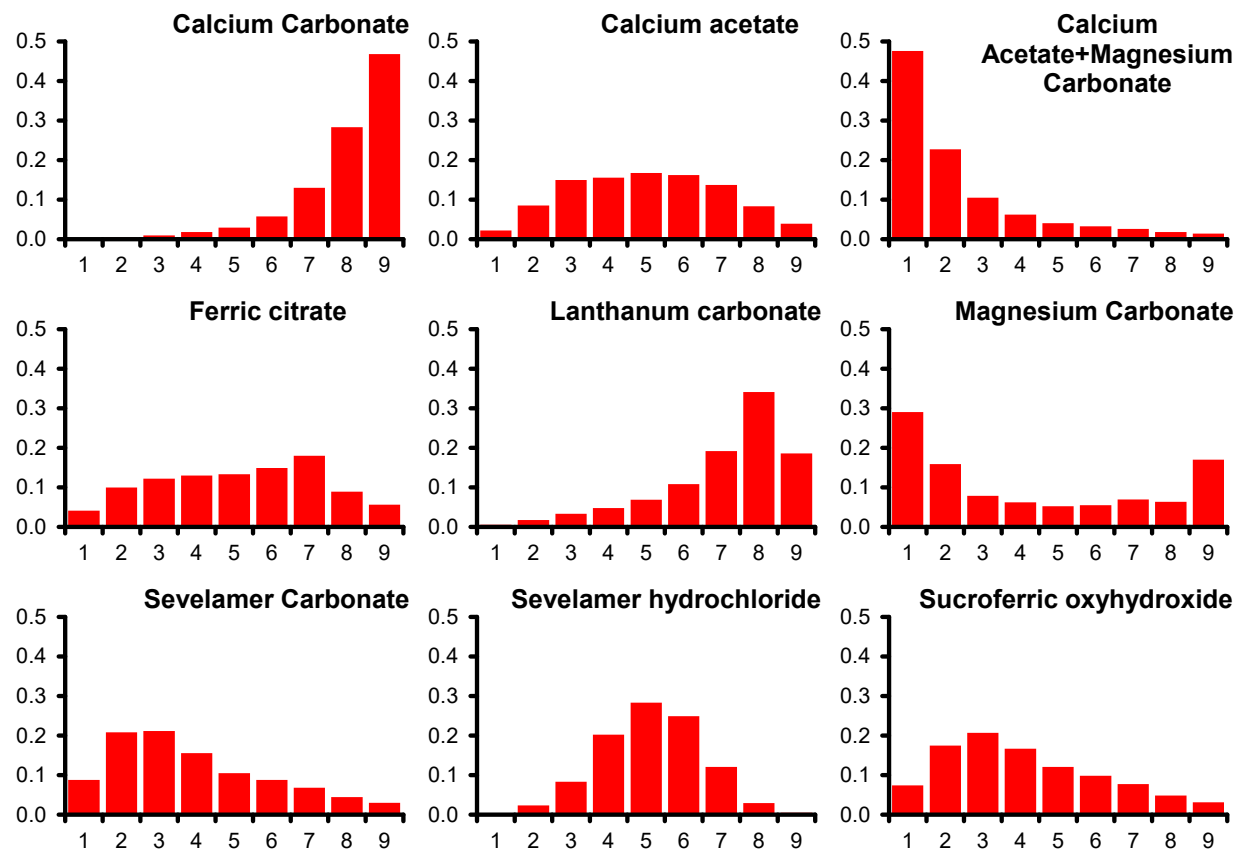 Calcium Carbonate
0.5
0.4
0.3
0.2
0.1
0.0
1 2 3 4 5 6 7 8 9
Calcium acetate
0.5
0.4
0.3
0.2
0.1
0.0
1 2 3 4 5 6 7 8 9
Calcium
Acetate+Magnesium
Carbonate
0.5
0.4
0.3
0.2
0.1
0.0
1 2 3 4 5 6 7 8 9
Ferric citrate
0.5
0.4
0.3
0.2
0.1
0.0
1 2 3 4 5 6 7 8 9
Lanthanum carbonate
0.5
0.4
0.3
0.2
0.1
0.0
1 2 3 4 5 6 7 8 9
Magnesium Carbonate
0.5
0.4
0.3
0.2
0.1
0.0
1 2 3 4 5 6 7 8 9
Sevelamer Carbonate
0.5
0.4
0.3
0.2
0.1
0.0
1 2 3 4 5 6 7 8 9
Sevelamer hydrochloride
0.5
0.4
0.3
0.2
0.1
0.0
1 2 3 4 5 6 7 8 9
Sucroferric oxyhydroxide
0.5
0.4
0.3
0.2
0.1
0.0
1 2 3 4 5 6 7 8 9